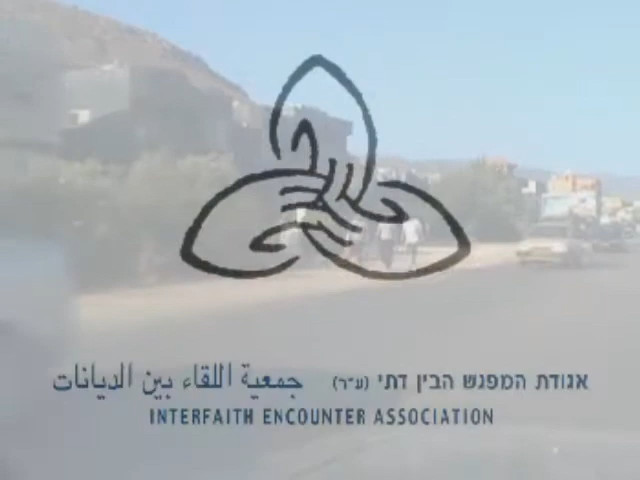 אגודת המפגש הבין דתי (ע"ר) جمعية اللقاء بين الديانات
INTERFAITH ENCOUNTER ASSOCIATION